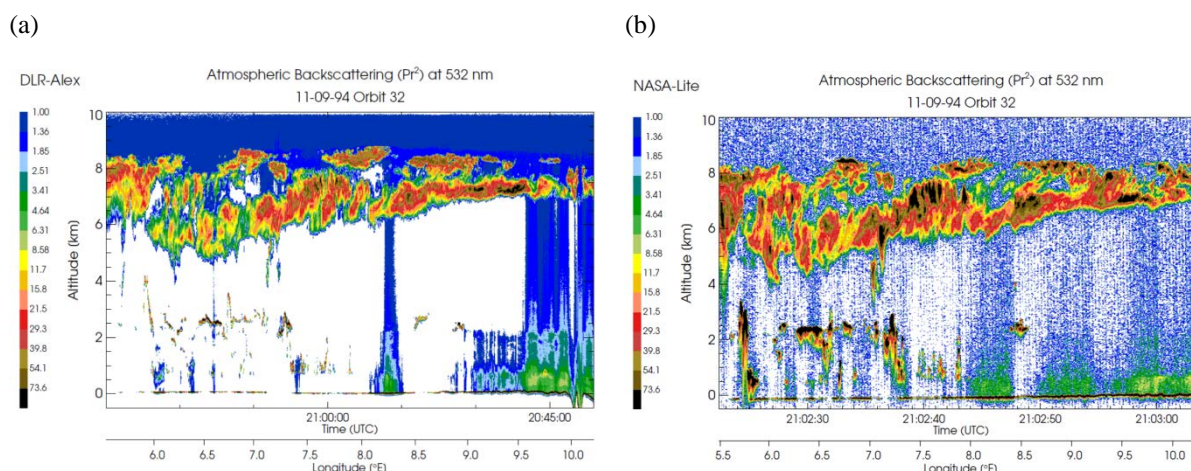 (a)
(b)
DLR-Alex
Atmospheric Backscattering (Pr²) at 532 nm
11-09-94 Orbit 32
1.00
1.36
1.85
2.51
3.41
4.64
6.31
8.58
11.7
15.8
21.5
29.3
39.8
54.1
73.6
Altitude (km)
10
8
6
4
2
0
21:00:00
20:45:00
Time (UTC)
6.0 6.5 7.0 7.5 8.0 8.5 9.0 9.5 10.0
Longitude (°E)
NASA-Lite
Atmospheric Backscattering (Pr²) at 532 nm
11-09-94 Orbit 32
1.00
1.36
1.85
2.51
3.41
4.64
6.31
8.58
11.7
15.8
21.5
29.3
39.8
54.1
73.6
Altitude (km)
10
8
6
4
2
0
21:02:30 21:02:40 21:02:50 21:03:00
Time (UTC)
5.5 6.0 6.5 7.0 7.5 8.0 8.5 9.0 9.5 10.0
Longitude (°E)